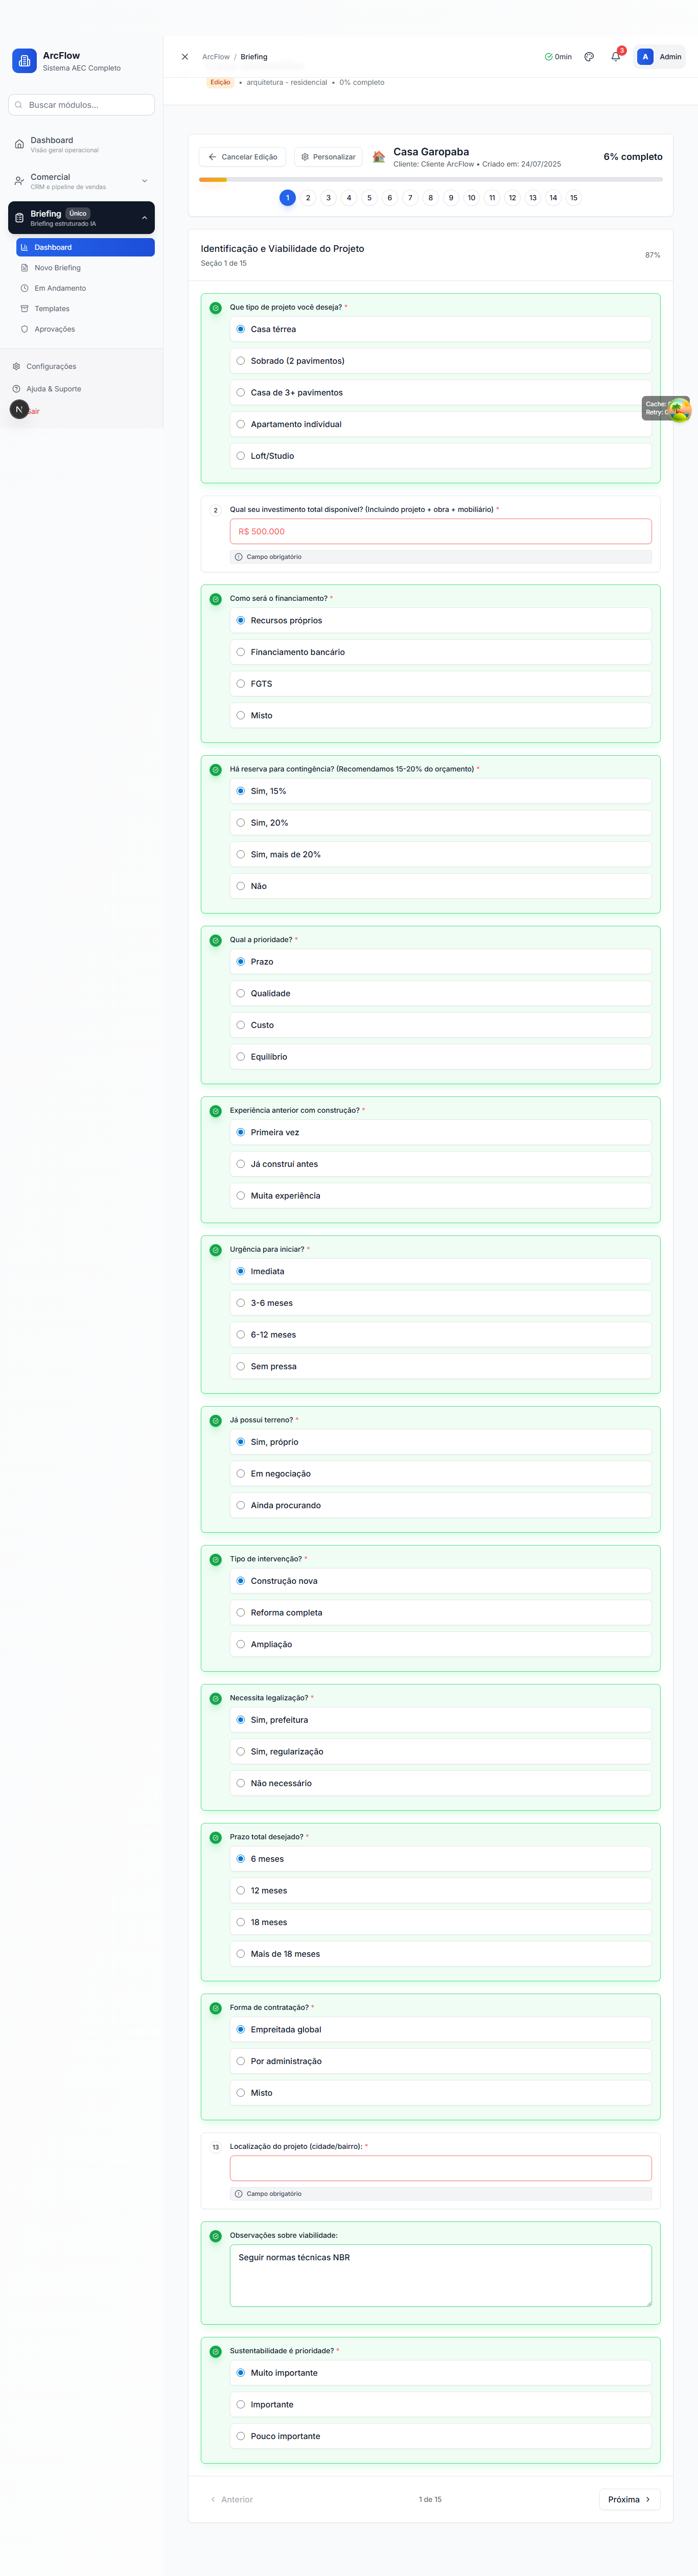 ArcFlow
Sistema AEC Completo
Buscar módulos...
Dashboard
Visão geral operacional
Comercial
CRM e pipeline de vendas
Briefing Único
Briefing estruturado IA
Dashboard
Novo Briefing
Em Andamento
Templates
Aprovações
Configurações
Ajuda & Suporte
N Sair
ArcFlow / Briefing
0min
3
A Admin
Edição • arquitetura - residencial • 0% completo
Cancelar Edição
Personalizar
Casa Garopaba
Cliente: Cliente ArcFlow • Criado em: 24/07/2025
6% completo
1 2 3 4 5 6 7 8 9 10 11 12 13 14 15
Identificação e Viabilidade do Projeto
Seção 1 de 15
87%
Que tipo de projeto você deseja? *
Casa térrea
Sobrado (2 pavimentos)
Casa de 3+ pavimentos
Cache:
Retry:
Apartamento individual
Loft/Studio
2 Qual seu investimento total disponível? (Incluindo projeto + obra + mobiliário) *
R$ 500.000
Campo obrigatório
Como será o financiamento? *
Recursos próprios
Financiamento bancário
FGTS
Misto
Há reserva para contingência? (Recomendamos 15-20% do orçamento) *
Sim, 15%
Sim, 20%
Sim, mais de 20%
Não
Qual a prioridade? *
Prazo
Qualidade
Custo
Equilíbrio
Experiência anterior com construção? *
Primeira vez
Já construí antes
Muita experiência
Urgência para iniciar? *
Imediata
3-6 meses
6-12 meses
Sem pressa
Já possui terreno? *
Sim, próprio
Em negociação
Ainda procurando
Tipo de intervenção? *
Construção nova
Reforma completa
Ampliação
Necessita legalização? *
Sim, prefeitura
Sim, regularização
Não necessário
Prazo total desejado? *
6 meses
12 meses
18 meses
Mais de 18 meses
Forma de contratação? *
Empreitada global
Por administração
Misto
13 Localização do projeto (cidade/bairro): *
Campo obrigatório
Observações sobre viabilidade:
Seguir normas técnicas NBR
Sustentabilidade é prioridade? *
Muito importante
Importante
Pouco importante
Anterior
1 de 15
Próxima